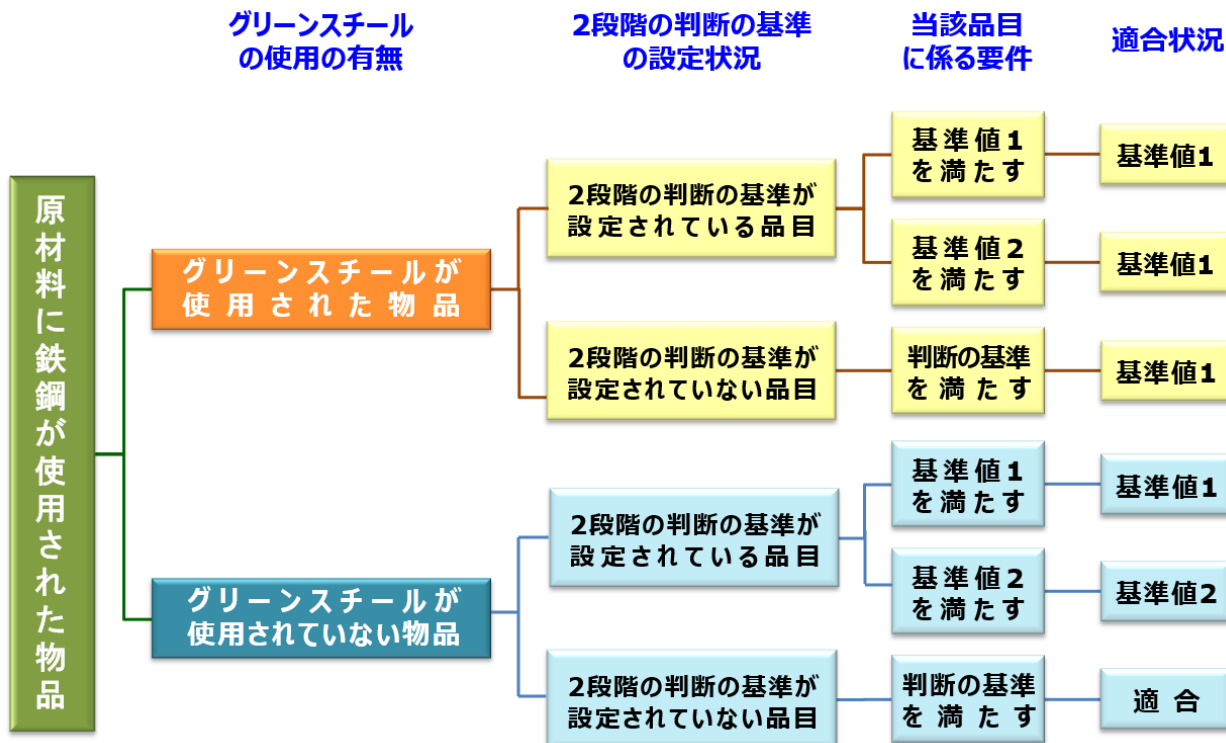 グリーンスチール
の使用の有無
2段階の判断の基準
の設定状況
当該品目
に係る要件
適合状況
原材料に鉄鋼が使用された物品
グリーンスチールが
使用された物品
2段階の判断の基準が
設定されている品目
基準値1
を満たす
基準値1
基準値2
を満たす
基準値1
2段階の判断の基準が
設定されていない品目
判断の基準
を満たす
基準値1
グリーンスチールが
使用されていない物品
2段階の判断の基準が
設定されている品目
基準値1
を満たす
基準値1
基準値2
を満たす
基準値2
2段階の判断の基準が
設定されていない品目
判断の基準
を満たす
適合